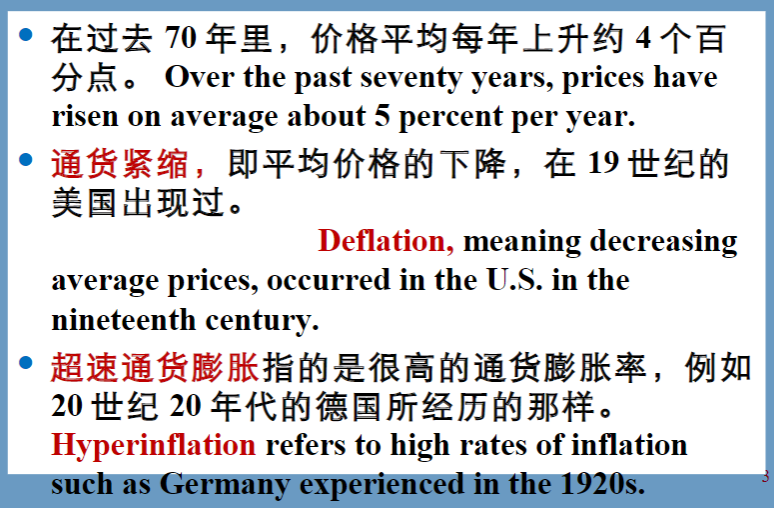 在过去 70 年里，价格平均每年上升约 4 个百
分点。 Over the past seventy years, prices have
risen on average about 5 percent per year.
通货紧缩，即平均价格的下降，在 19 世纪的
美国出现过。
Deflation, meaning decreasing
average prices, occurred in the U.S. in the
nineteenth century.
超速通货膨胀指的是很高的通货膨胀率，例如
20 世纪 20 年代的德国所经历的那样。
Hyperinflation refers to high rates of inflation
such as Germany experienced in the 1920s.
3